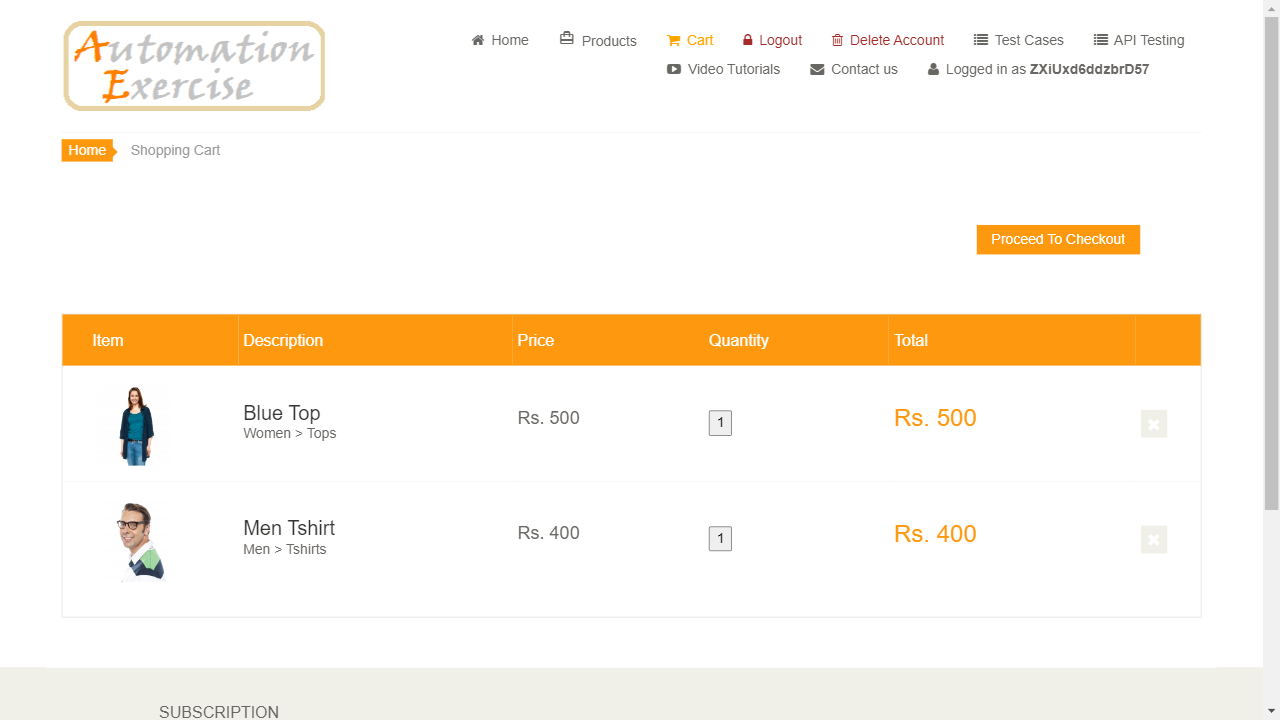 Automation
Exercise
Home
Products
Cart
Logout
Delete Account
Test Cases
API Testing
Video Tutorials
Contact us
Logged in as ZXiUxd6ddzbrD57
Home
Shopping Cart
Proceed To Checkout
Item Description Price Quantity Total
Blue Top
Women > Tops
Rs. 500
1
Rs. 500
Men Tshirt
Men > Tshirts
Rs. 400
1
Rs. 400
SUBSCRIPTION